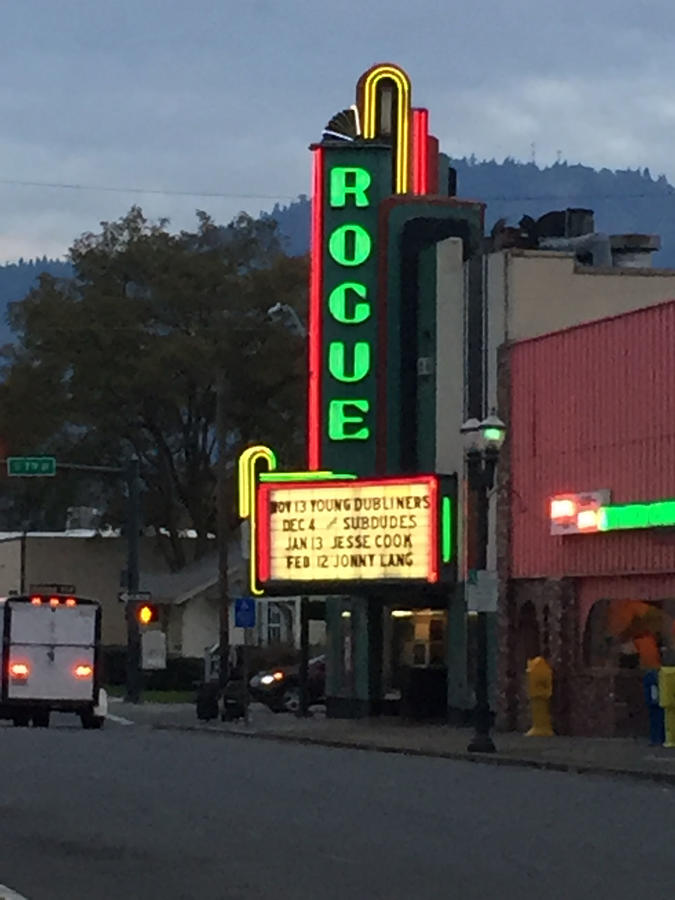 ROGUE
NOV 13 YOUNG DUBLINERS
DEC 4 SUBDUDES
JAN 13 JESSE COOK
FEB 12 JONNY LANG